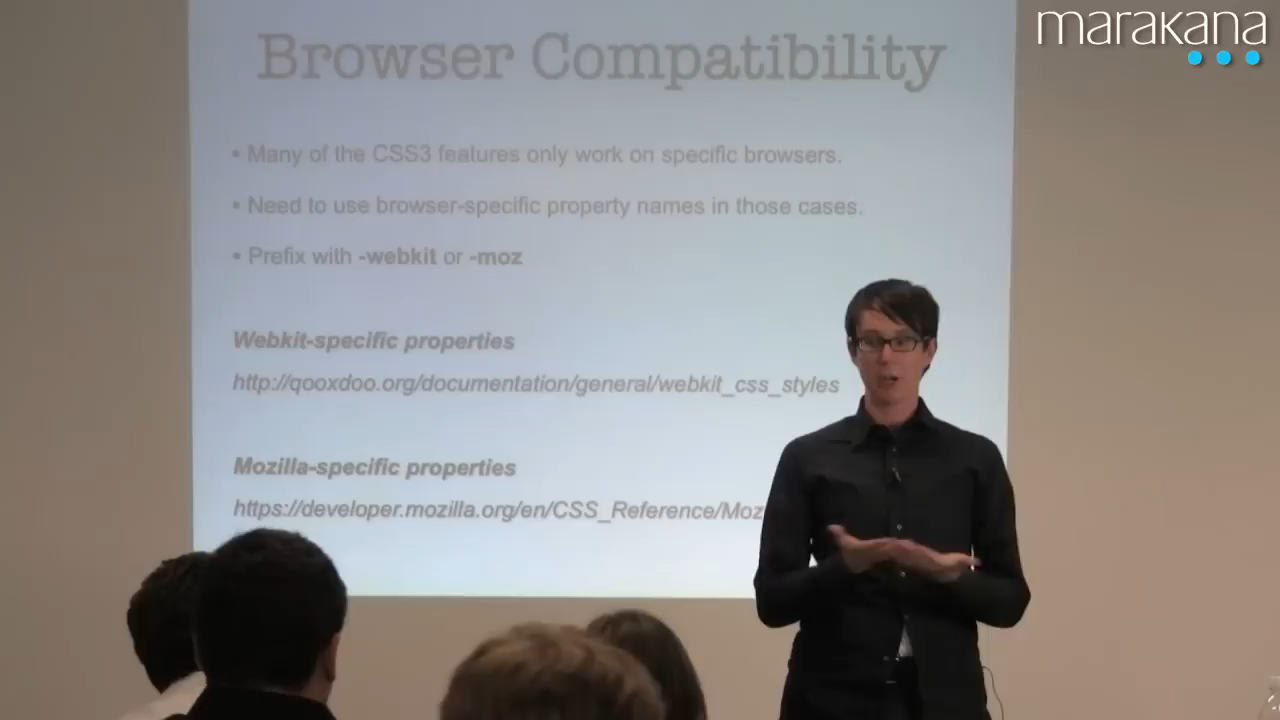 marakana
Browser Compatibility
• Many of the CSS3 features only work on specific browsers.
• Need to use browser-specific property names in those cases.
• Prefix with -webkit or -moz
Webkit-specific properties
http://qooxdoo.org/documentation/general/webkit_css_styles
Mozilla-specific properties
https://developer.mozilla.org/en/CSS_Reference/Moz